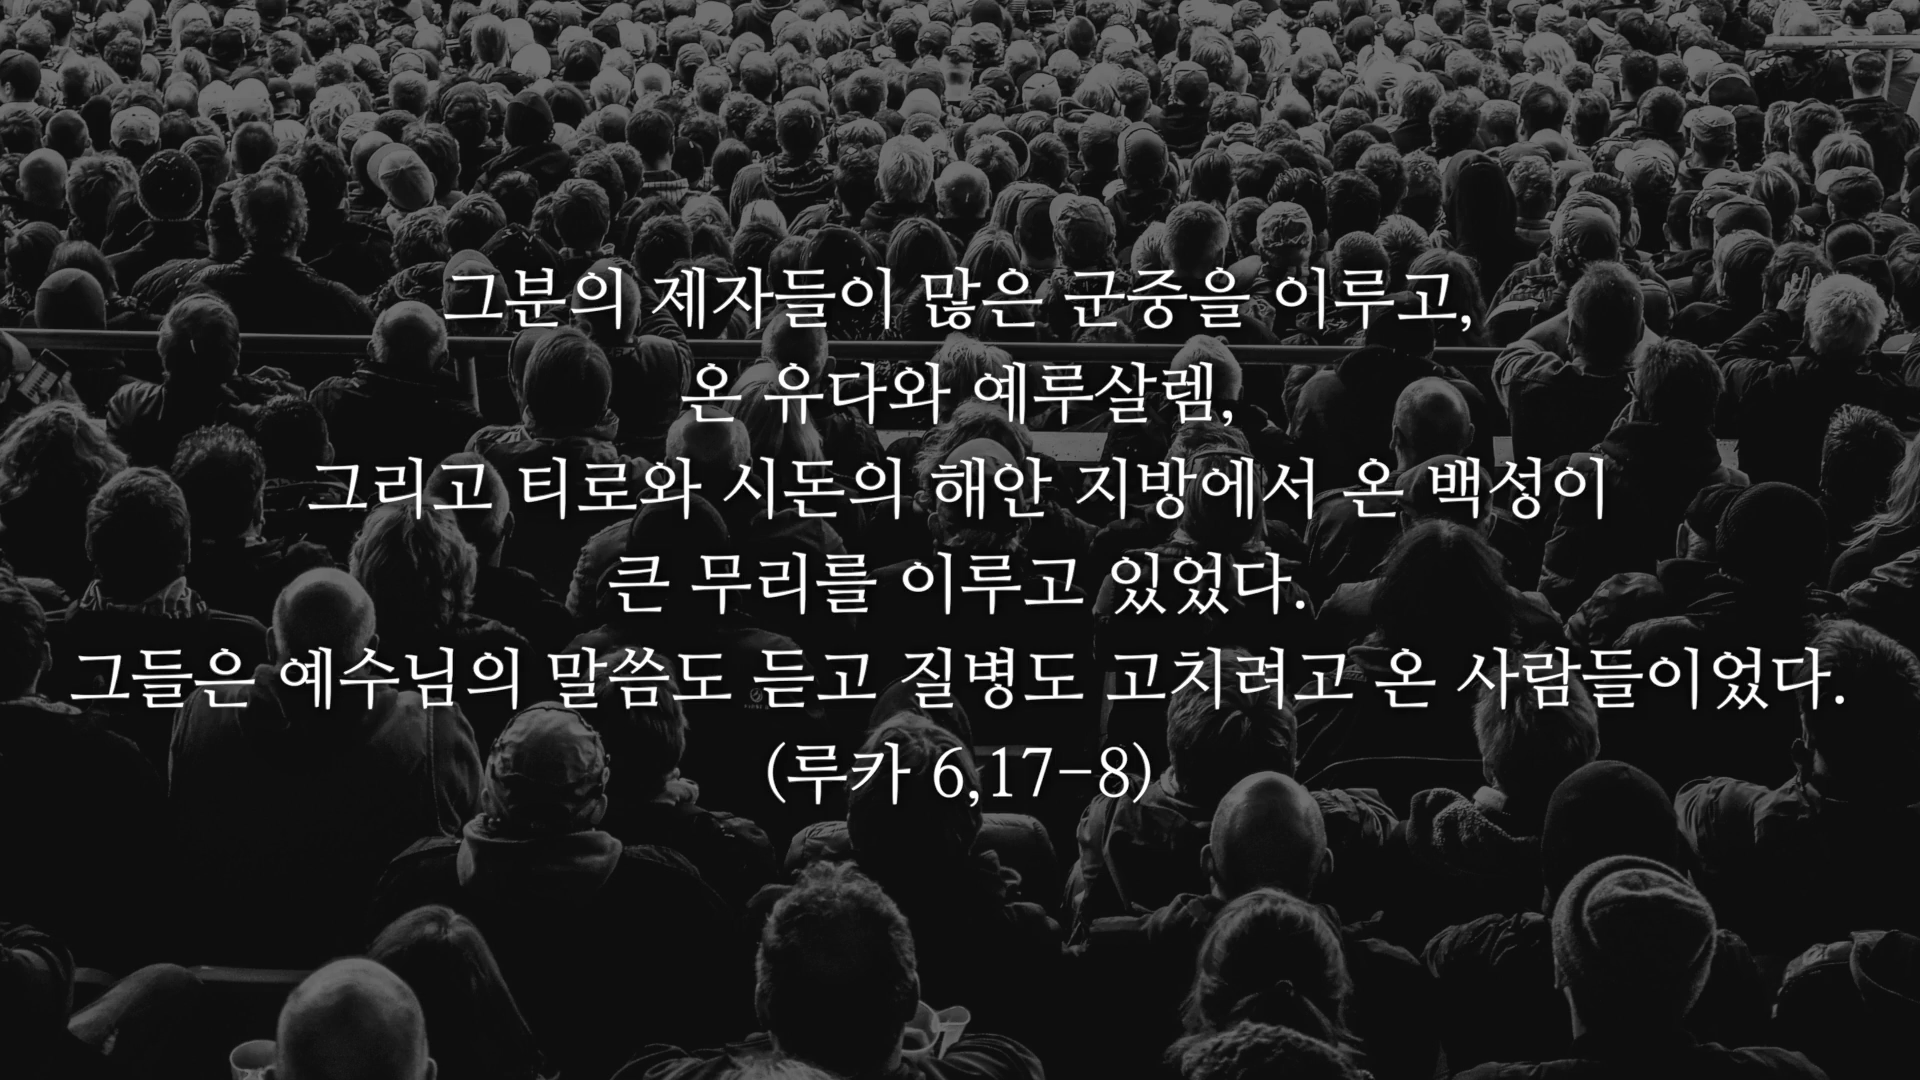 그분의 제자들이 많은 군중을 이루고,
온 유다와 예루살렘,
그리고 티로와 시돈의 해안 지방에서 온 백성이
큰 무리를 이루고 있었다.
그들은 예수님의 말씀도 듣고 질병도 고치려고 온 사람들이었다.
(루카 6,17-8)